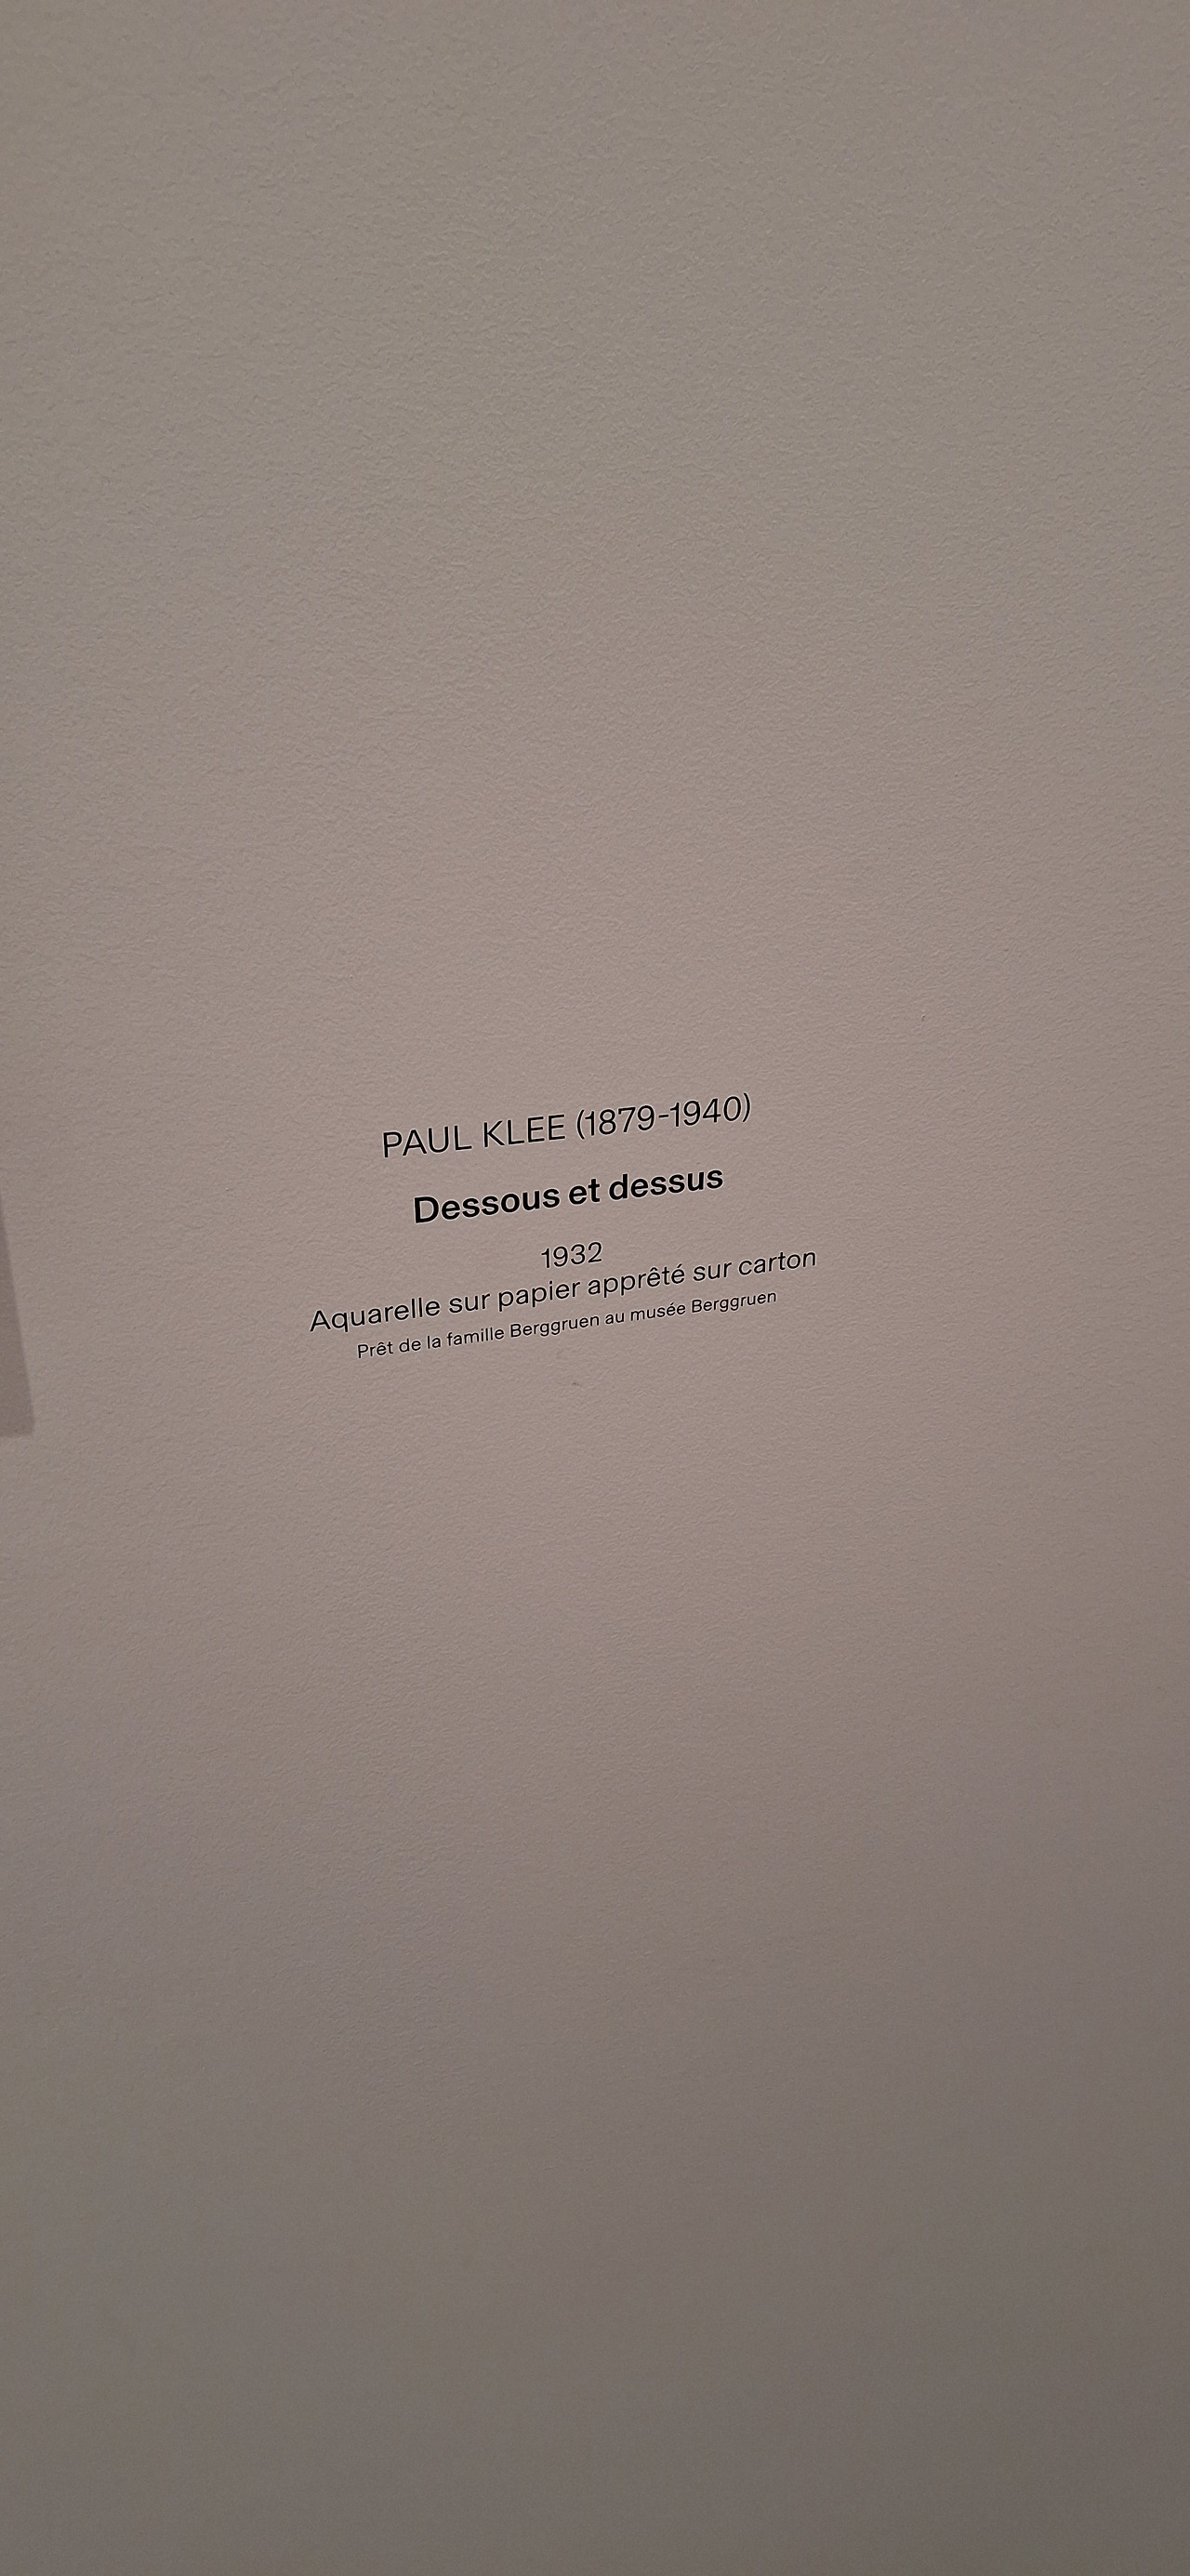 PAUL KLEE (1879-1940)
Dessous et dessus
1932
Aquarelle sur papier apprêté sur carton
Prêt de la famille Berggruen au musée Berggruen